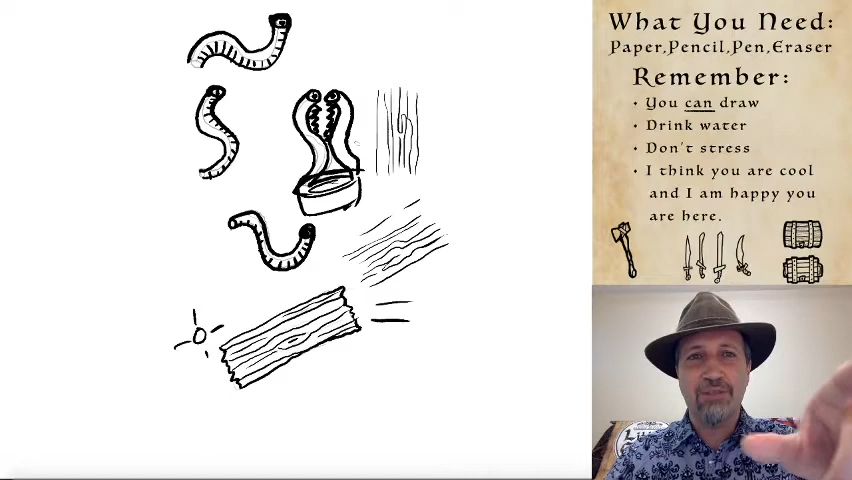 What You Need:
Paper,Pencil,Pen,Eraser
Remember:
• You can draw
• Drink water
• Don't stress
• I think you are cool
and I am happy you
are here.